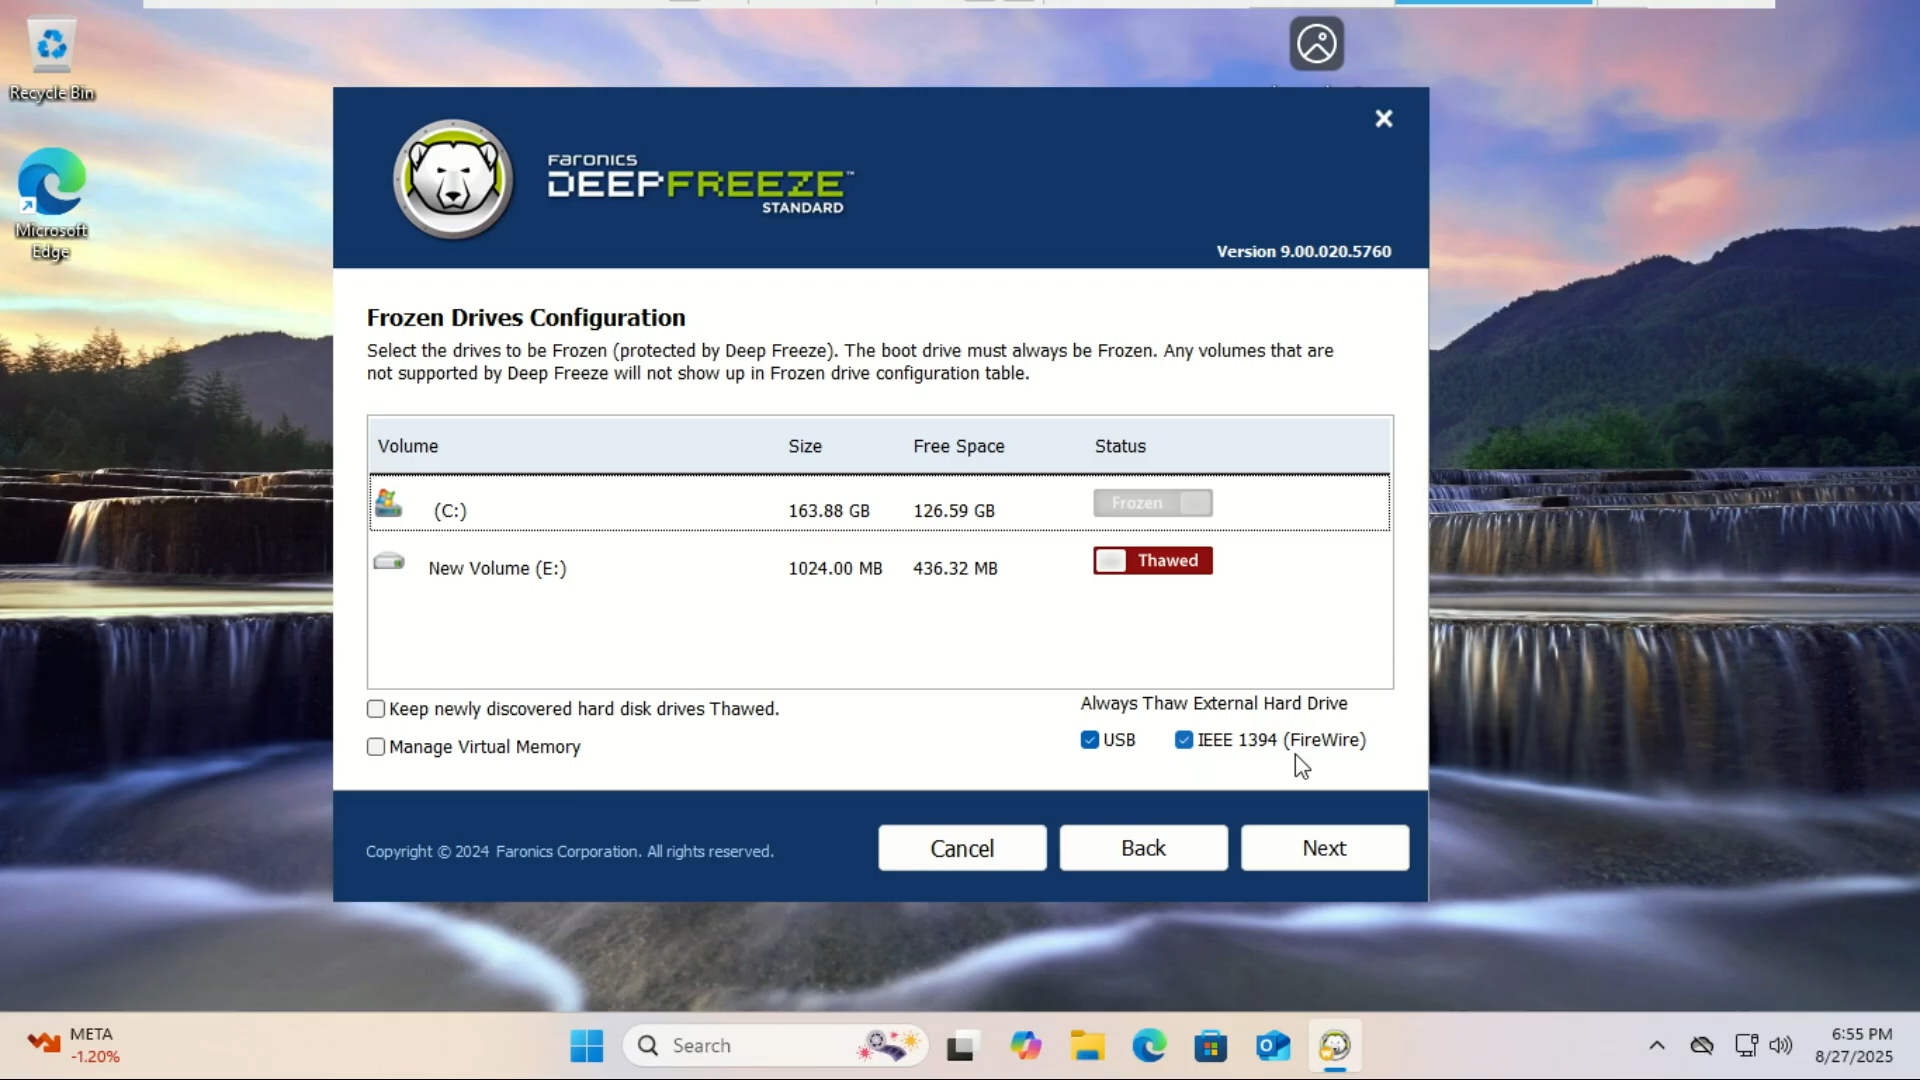 Recycle Bin
Microsoft
Edge
FARONICS
DEEPFREEZE™
STANDARD
Version 9.00.020.5760
Frozen Drives Configuration
Select the drives to be Frozen (protected by Deep Freeze). The boot drive must always be Frozen. Any volumes that are
not supported by Deep Freeze will not show up in Frozen drive configuration table.
Volume Size Free Space Status
(C:) 163.88 GB 126.59 GB Frozen
New Volume (E:) 1024.00 MB 436.32 MB Thawed
Keep newly discovered hard disk drives Thawed.
Manage Virtual Memory
Always Thaw External Hard Drive
USB IEEE 1394 (FireWire)
Copyright © 2024 Faronics Corporation. All rights reserved.
Cancel Back Next
META
-1.20%
Search
6:55 PM
8/27/2025